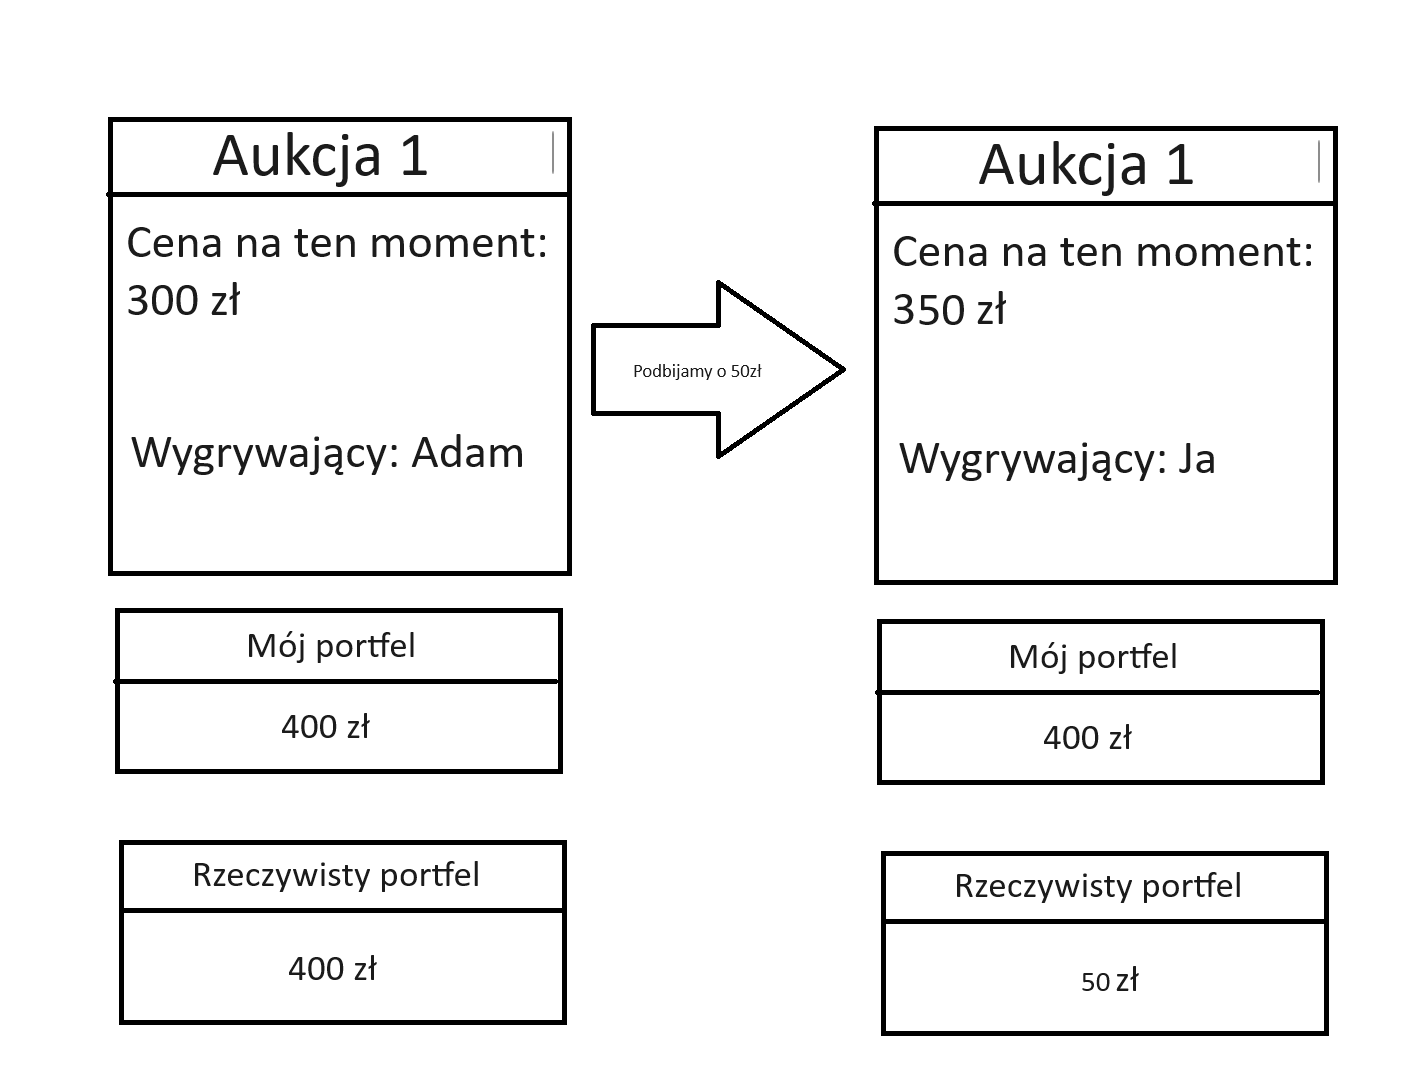 Aukcja 1
Cena na ten moment:
300 zł
Wygrywający: Adam
Mój portfel
400 zł
Rzeczywisty portfel
400 zł
Podbijamy o 50zł
Aukcja 1
Cena na ten moment:
350 zł
Wygrywający: Ja
Mój portfel
400 zł
Rzeczywisty portfel
50 zł